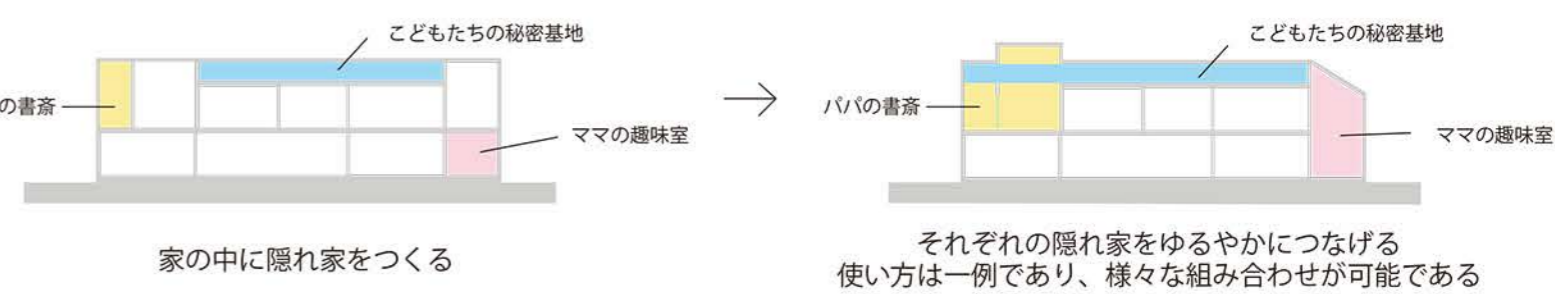 こどもたちの秘密基地
の書斎
ママの趣味室
家の中に隠れ家をつくる
こどもたちの秘密基地
パパの書斎
ママの趣味室
それぞれの隠れ家をゆるやかにつなげる
使い方は一例であり、様々な組み合わせが可能である